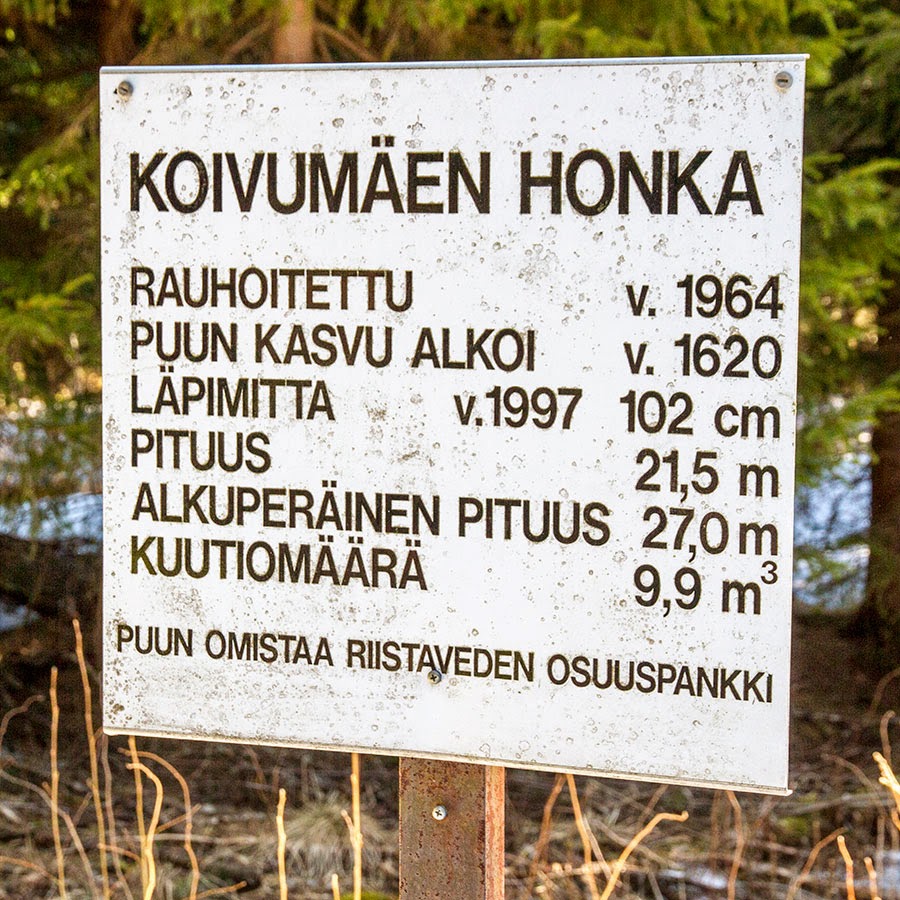 KOIVUMÄEN HONKA
RAUHOITETTU v. 1964
PUUN KASVU ALKOI v. 1620
LÄPIMITTA v.1997 102 cm
PITUUS 21,5 m
ALKUPERÄINEN PITUUS 27,0 m
KUUTIOMÄÄRÄ 9,9 m³
PUUN OMISTAA RIISTAVEDEN OSUUSPANKKI